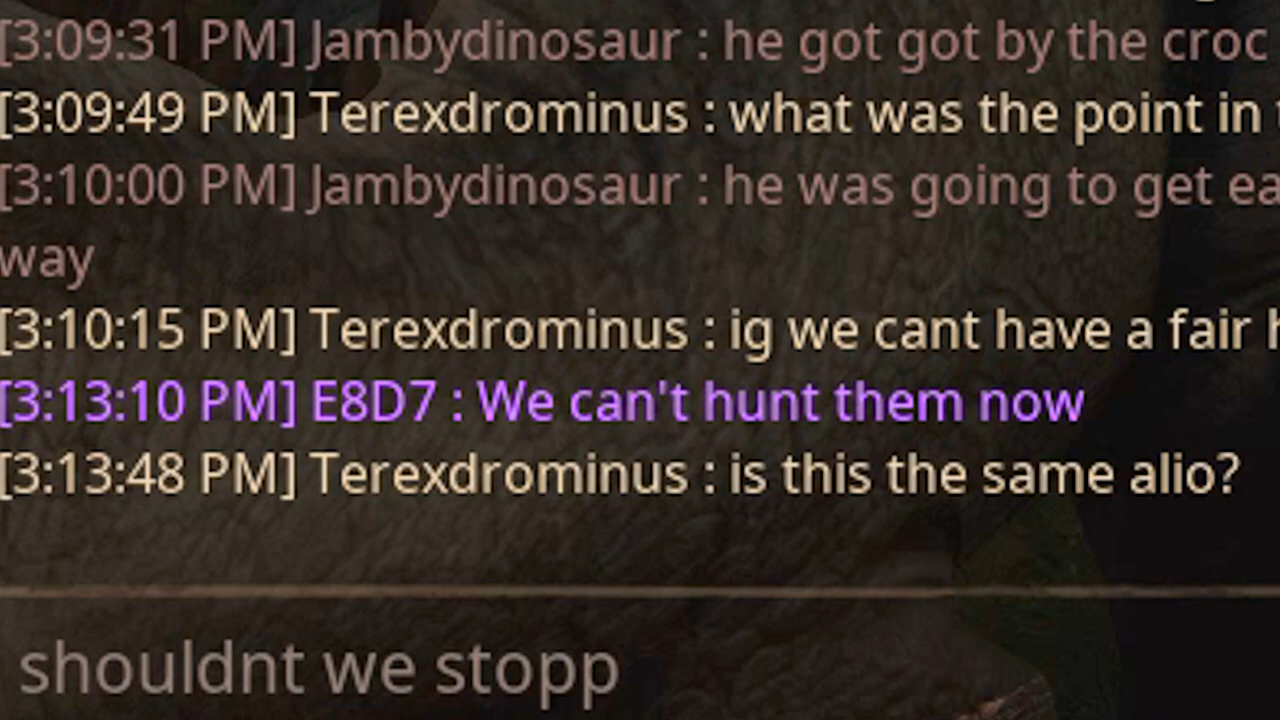 [3:09:31 PM] Jambydinosaur : he got got by the croc
[3:09:49 PM] Terexdrominus : what was the point in
[3:10:00 PM] Jambydinosaur : he was going to get
way
[3:10:15 PM] Terexdrominus : ig we cant have a fair
[3:13:10 PM] E8D7 : We can't hunt them now
[3:13:48 PM] Terexdrominus : is this the same alio?
shouldnt we stopp